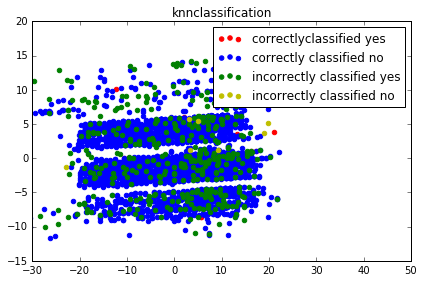 knnclassification
correctlyclassified yes
correctly classified no
incorrectly classified yes
incorrectly classified no
20
15
10
5
0
−5
−10
−15
−30 −20 −10 0 10 20 30 40 50